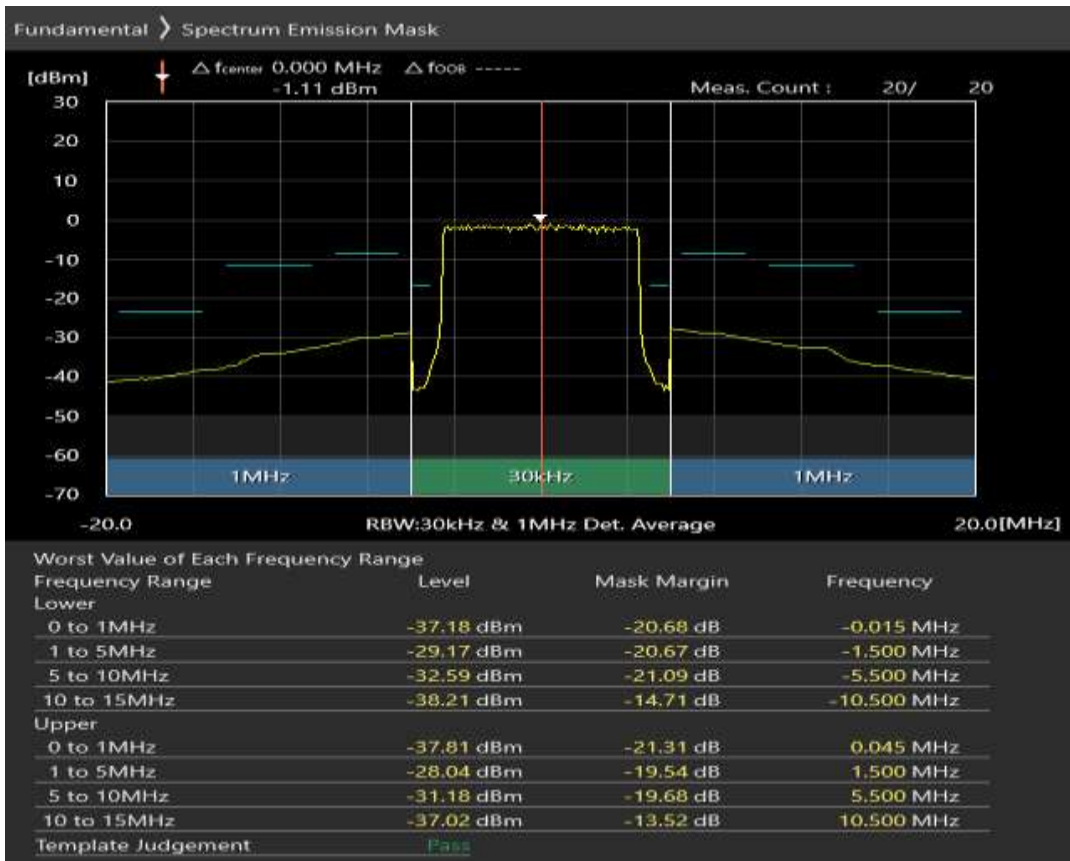 Fundamental 》 Spectrum Emission Mask
[dBm] △ fcenter 0.000 MHz △ fOOB -----
-1.11 dBm Meas. Count : 20/ 20
30
20
10
0
-10
-20
-30
-40
-50
-60
-70
1MHz 30kHz 1MHz
-20.0 RBW:30kHz & 1MHz Det. Average 20.0[MHz]
Worst Value of Each Frequency Range
Frequency Range Level Mask Margin Frequency
Lower
0 to 1MHz -37.18 dBm -20.68 dB -0.015 MHz
1 to 5MHz -29.17 dBm -20.67 dB -1.500 MHz
5 to 10MHz -32.59 dBm -21.09 dB -5.500 MHz
10 to 15MHz -38.21 dBm -14.71 dB -10.500 MHz
Upper
0 to 1MHz -37.81 dBm -21.31 dB 0.045 MHz
1 to 5MHz -28.04 dBm -19.54 dB 1.500 MHz
5 to 10MHz -31.18 dBm -19.68 dB 5.500 MHz
10 to 15MHz -37.02 dBm -13.52 dB 10.500 MHz
Template Judgement Pass